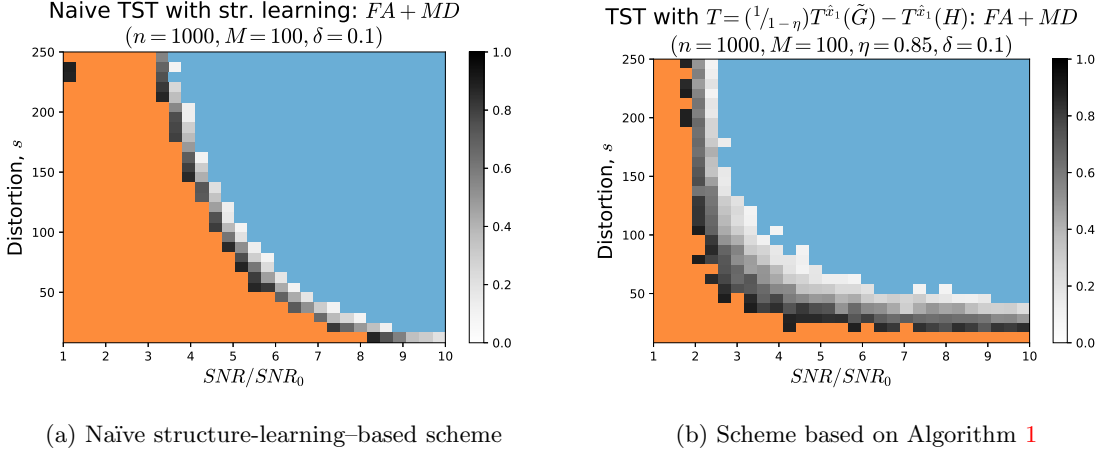 Naive TST with str. learning: FA + MD
(n = 1000, M = 100, δ = 0.1)
250
200
150
100
50
Distortion, s
1 2 3 4 5 6 7 8 9 10
SNR/SNR₀
1.0
0.8
0.6
0.4
0.2
0.0
(a) Naïve structure-learning–based scheme
TST with T = (¹/₁ ₋ η)T^x̂₁(G̃) − T^x̂₁(H): FA + MD
(n = 1000, M = 100, η = 0.85, δ = 0.1)
250
200
150
100
50
Distortion, s
1 2 3 4 5 6 7 8 9 10
SNR/SNR₀
1.0
0.8
0.6
0.4
0.2
0.0
(b) Scheme based on Algorithm 1